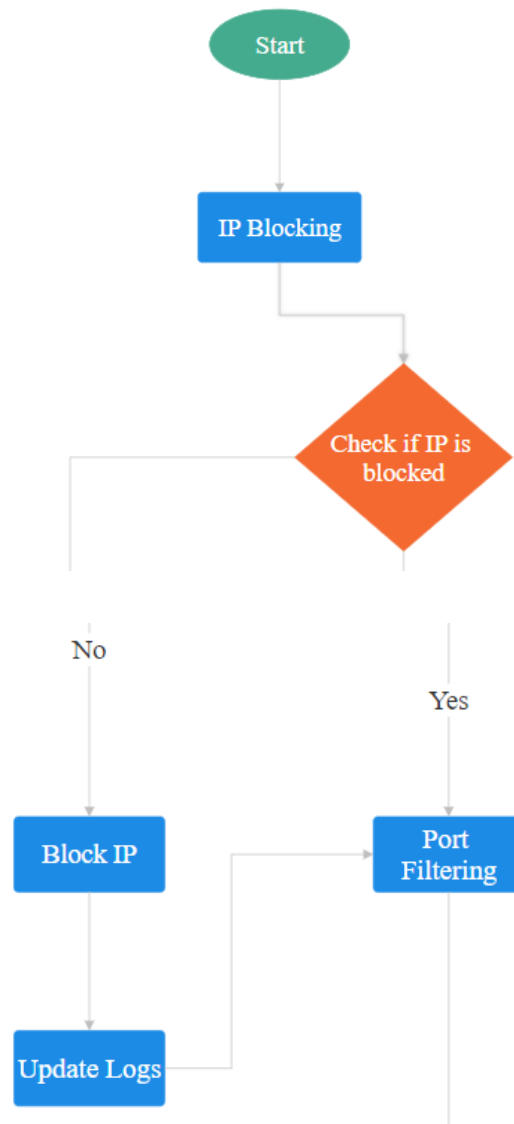 Start
IP Blocking
Check if IP is
blocked
No
Yes
Block IP
Port
Filtering
Update Logs